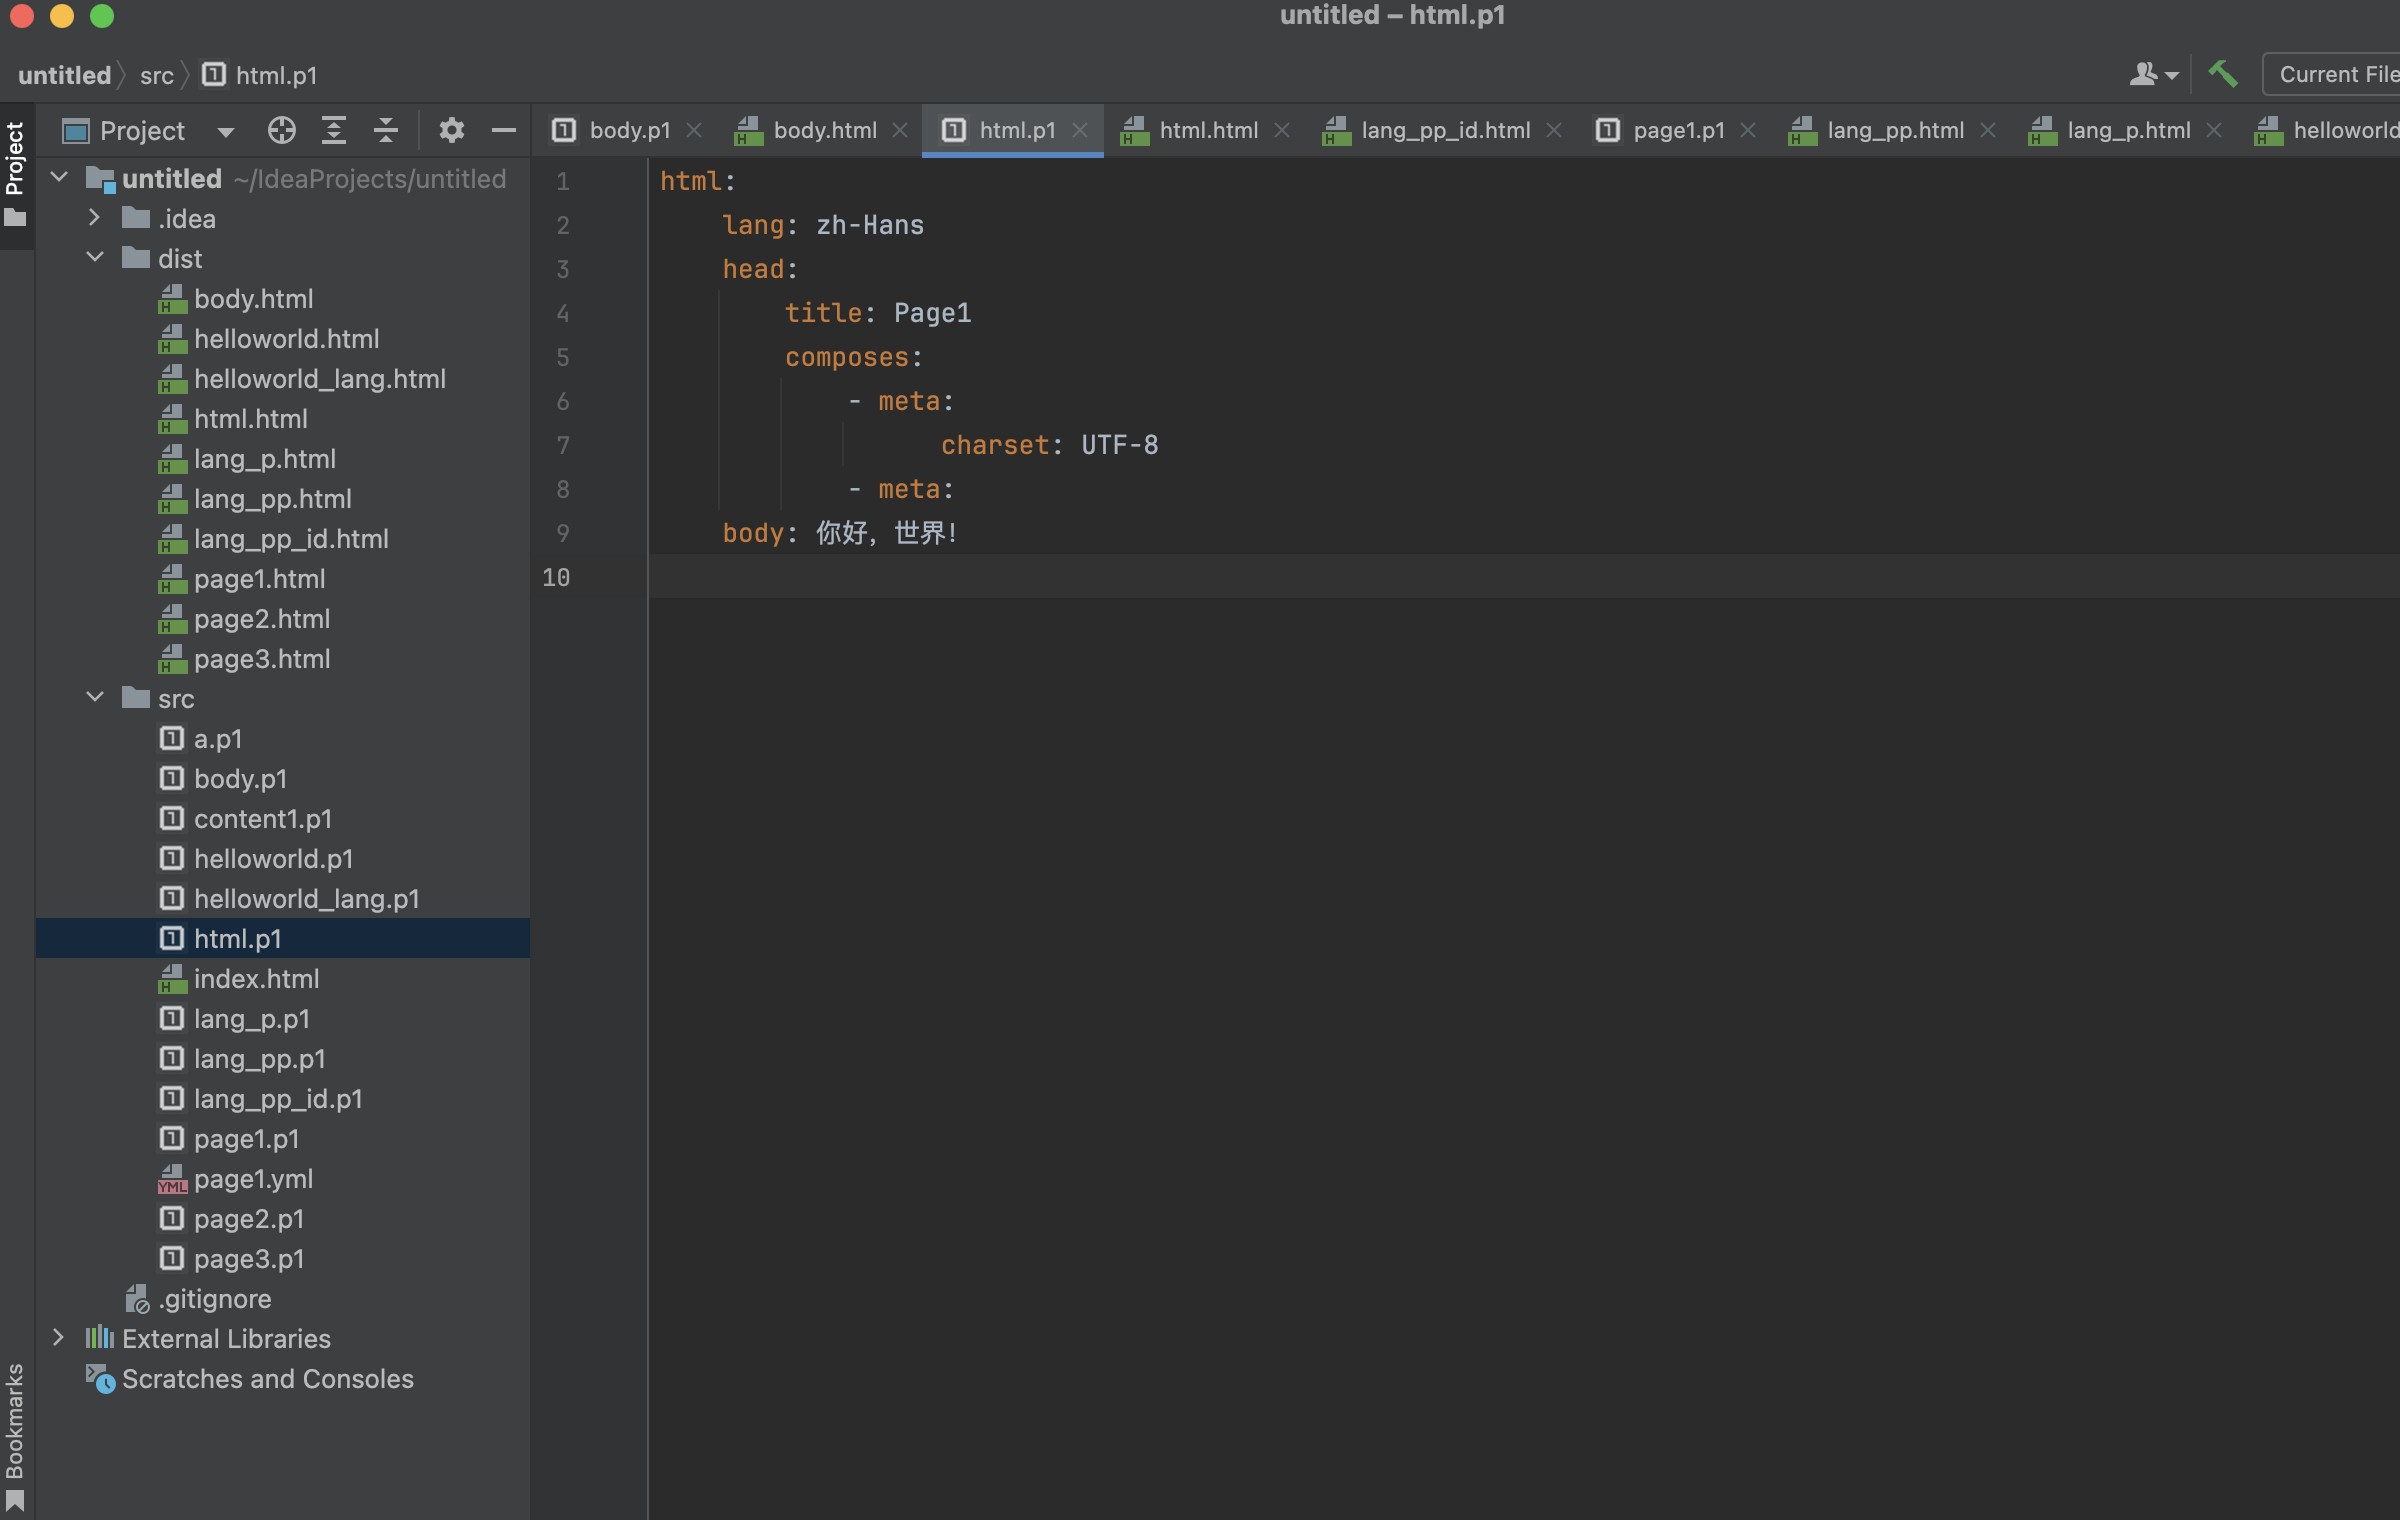 untitled – html.p1
untitled src html.p1
Current File
Project
Project
body.p1 body.html html.p1 html.html lang_pp_id.html page1.p1 lang_pp.html lang_p.html helloworld
untitled ~/IdeaProjects/untitled
.idea
dist
body.html
helloworld.html
helloworld_lang.html
html.html
lang_p.html
lang_pp.html
lang_pp_id.html
page1.html
page2.html
page3.html
src
a.p1
body.p1
content1.p1
helloworld.p1
helloworld_lang.p1
html.p1
index.html
lang_p.p1
lang_pp.p1
lang_pp_id.p1
page1.p1
page1.yml
page2.p1
page3.p1
.gitignore
External Libraries
Scratches and Consoles
Bookmarks
1 html:
2 lang: zh-Hans
3 head:
4 title: Page1
5 composes:
6 - meta:
7 charset: UTF-8
8 - meta:
9 body: 你好，世界！
10